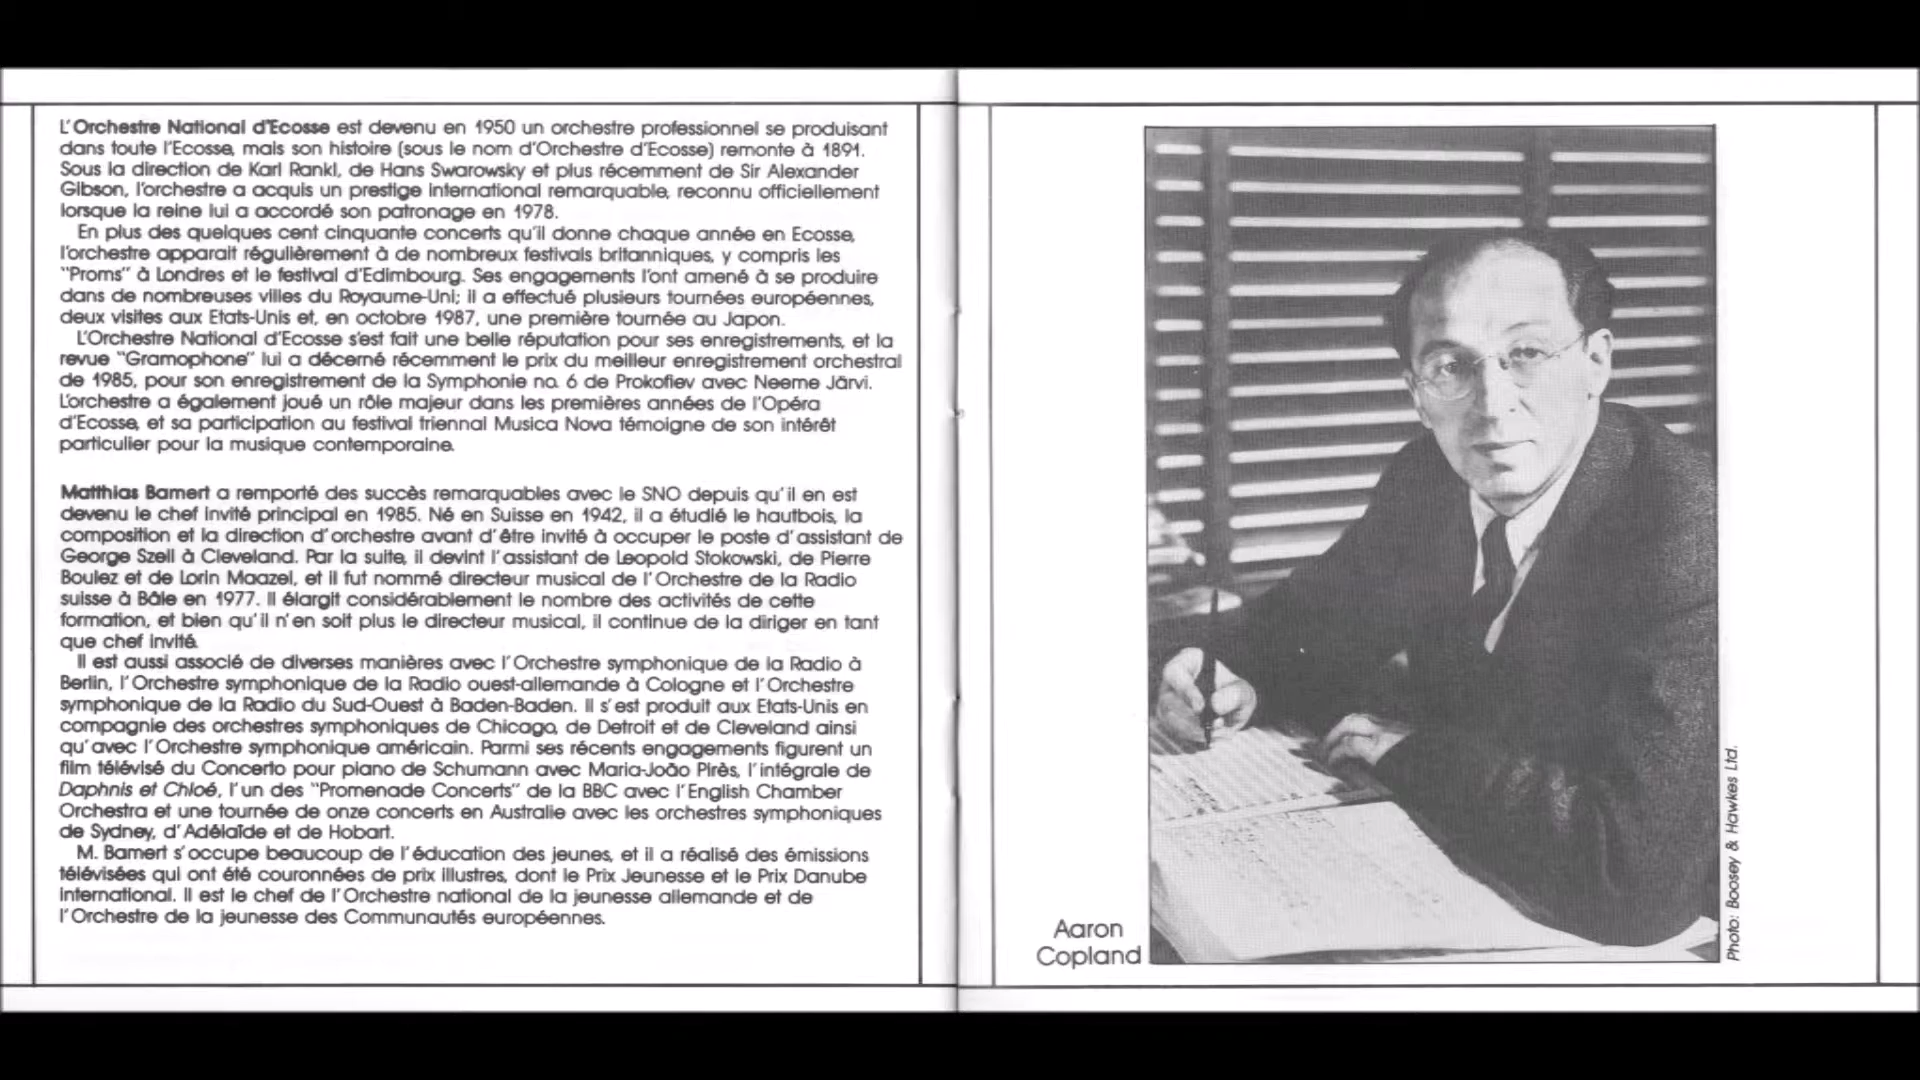 L'Orchestre National d'Ecosse est devenu en 1950 un orchestre professionnel se produisant
dans toute l'Ecosse, mais son histoire (sous le nom d'Orchestre d'Ecosse) remonte à 1891.
Sous la direction de Karl Rankl, de Hans Swarowsky et plus récemment de Sir Alexander
Gibson, l'orchestre a acquis un prestige international remarquable, reconnu officiellement
lorsque la reine lui a accordé son patronage en 1978.
En plus des quelques cent cinquante concerts qu'il donne chaque année en Ecosse,
l'orchestre apparait régulièrement à de nombreux festivals britanniques, y compris les
"Proms" à Londres et le festival d'Edimbourg. Ses engagements l'ont amené à se produire
dans de nombreuses villes du Royaume-Uni; il a effectué plusieurs tournées européennes,
deux visites aux Etats-Unis et, en octobre 1987, une première tournée au Japon.
L'Orchestre National d'Ecosse s'est fait une belle réputation pour ses enregistrements, et la
revue "Gramophone" lui a décerné récemment le prix du meilleur enregistrement orchestral
de 1985, pour son enregistrement de la Symphonie no. 6 de Prokofiev avec Neeme Järvi.
L'orchestre a également joué un rôle majeur dans les premières années de l'Opéra
d'Ecosse, et sa participation au festival triennal Musica Nova témoigne de son intérêt
particulier pour la musique contemporaine.
Matthias Bamert a remporté des succès remarquables avec le SNO depuis qu'il en est
devenu le chef invité principal en 1985. Né en Suisse en 1942, il a étudié le hautbois, la
composition et la direction d'orchestre avant d'être invité à occuper le poste d'assistant de
George Szell à Cleveland. Par la suite, il devint l'assistant de Leopold Stokowski, de Pierre
Boulez et de Lorin Maazel, et il fut nommé directeur musical de l'Orchestre de la Radio
suisse à Bâle en 1977. Il élargit considérablement le nombre des activités de cette
formation, et bien qu'il n'en soit plus le directeur musical, il continue de la diriger en tant
que chef invité.
Il est aussi associé de diverses manières avec l'Orchestre symphonique de la Radio à
Berlin, l'Orchestre symphonique de la Radio ouest-allemande à Cologne et l'Orchestre
symphonique de la Radio du Sud-Ouest à Baden-Baden. Il s'est produit aux Etats-Unis en
compagnie des orchestres symphoniques de Chicago, de Detroit et de Cleveland ainsi
qu'avec l'Orchestre symphonique américain. Parmi ses récents engagements figurent un
film télévisé du Concerto pour piano de Schumann avec Maria-João Pirès, l'intégrale de
Daphnis et Chloé, l'un des "Promenade Concerts" de la BBC avec l'English Chamber
Orchestra et une tournée de onze concerts en Australie avec les orchestres symphoniques
de Sydney, d'Adélaïde et de Hobart.
M. Bamert s'occupe beaucoup de l'éducation des jeunes, et il a réalisé des émissions
télévisées qui ont été couronnées de prix illustres, dont le Prix Jeunesse et le Prix Danube
international. Il est le chef de l'Orchestre national de la jeunesse allemande et de
l'Orchestre de la jeunesse des Communautés européennes.
Aaron
Copland
Photo: Boosey & Hawkes Ltd.